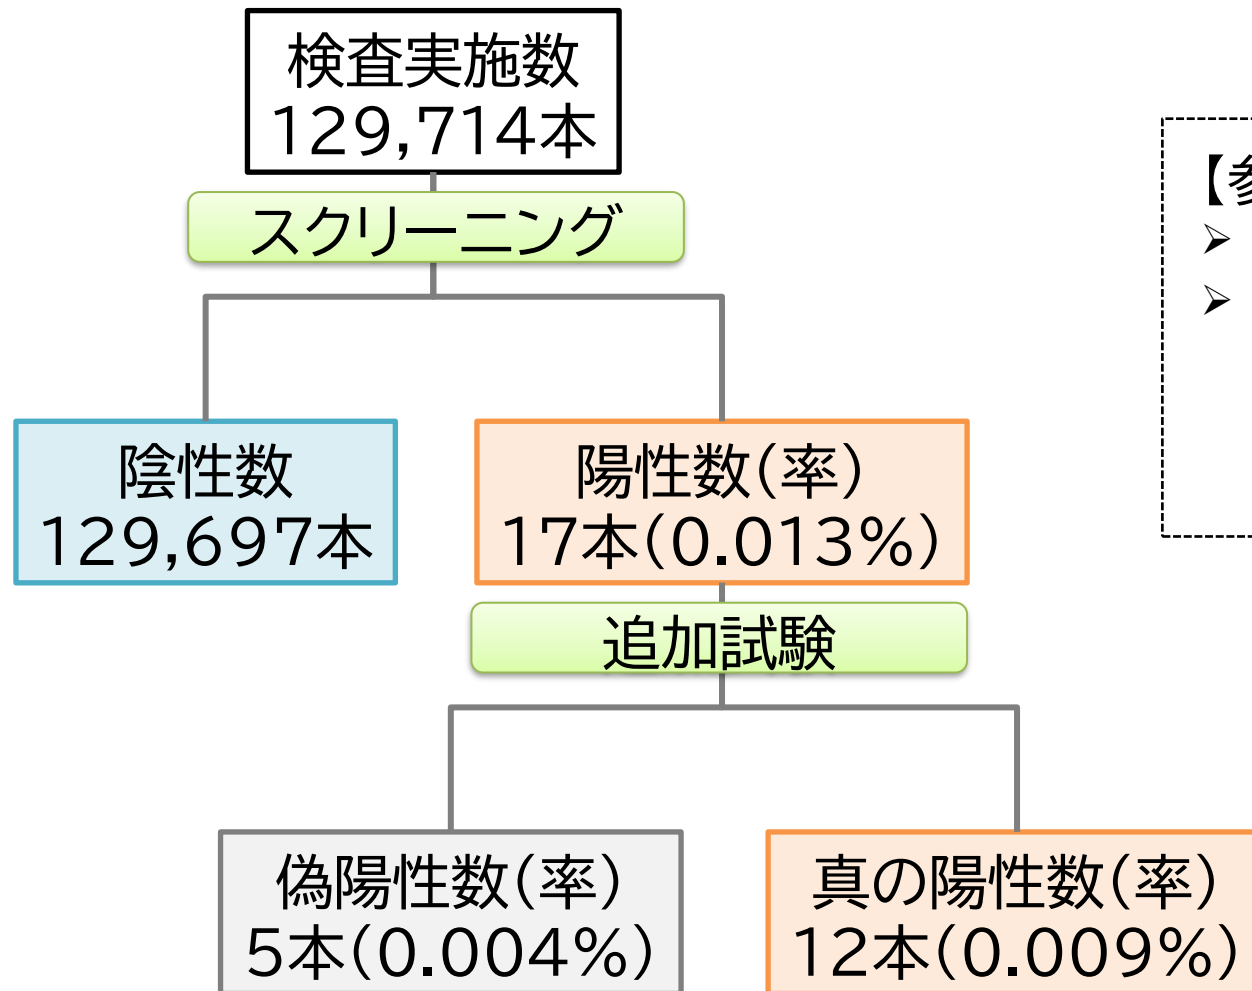 検査実施数
129,714本
スクリーニング
陰性数
129,697本
陽性数(率)
17本(0.013%)
追加試験
偽陽性数(率)
5本(0.004%)
真の陽性数(率)
12本(0.009%)
【参